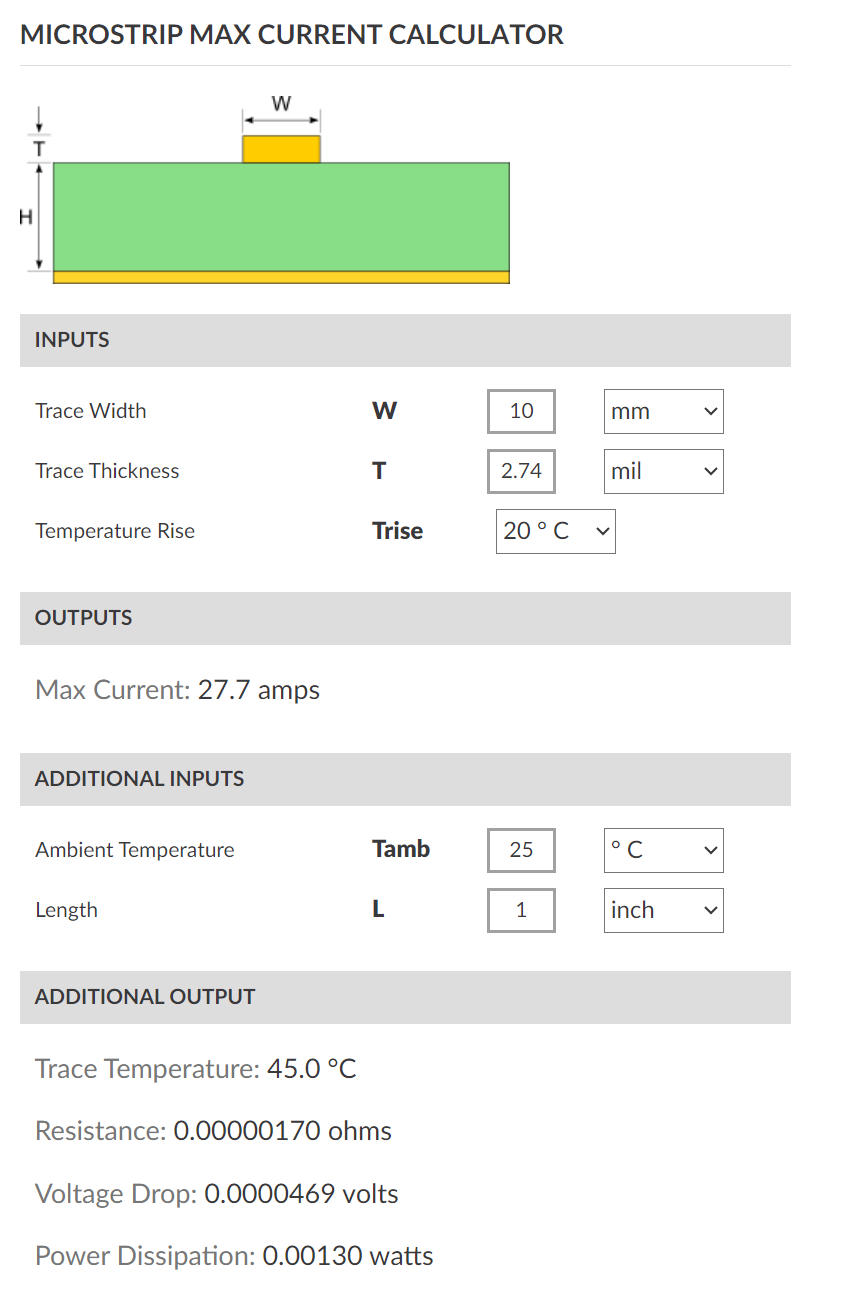 MICROSTRIP MAX CURRENT CALCULATOR
W
T
H
INPUTS
Trace Width W 10 mm
Trace Thickness T 2.74 mil
Temperature Rise Trise 20 ° C
OUTPUTS
Max Current: 27.7 amps
ADDITIONAL INPUTS
Ambient Temperature Tamb 25 ° C
Length L 1 inch
ADDITIONAL OUTPUT
Trace Temperature: 45.0 °C
Resistance: 0.00000170 ohms
Voltage Drop: 0.0000469 volts
Power Dissipation: 0.00130 watts